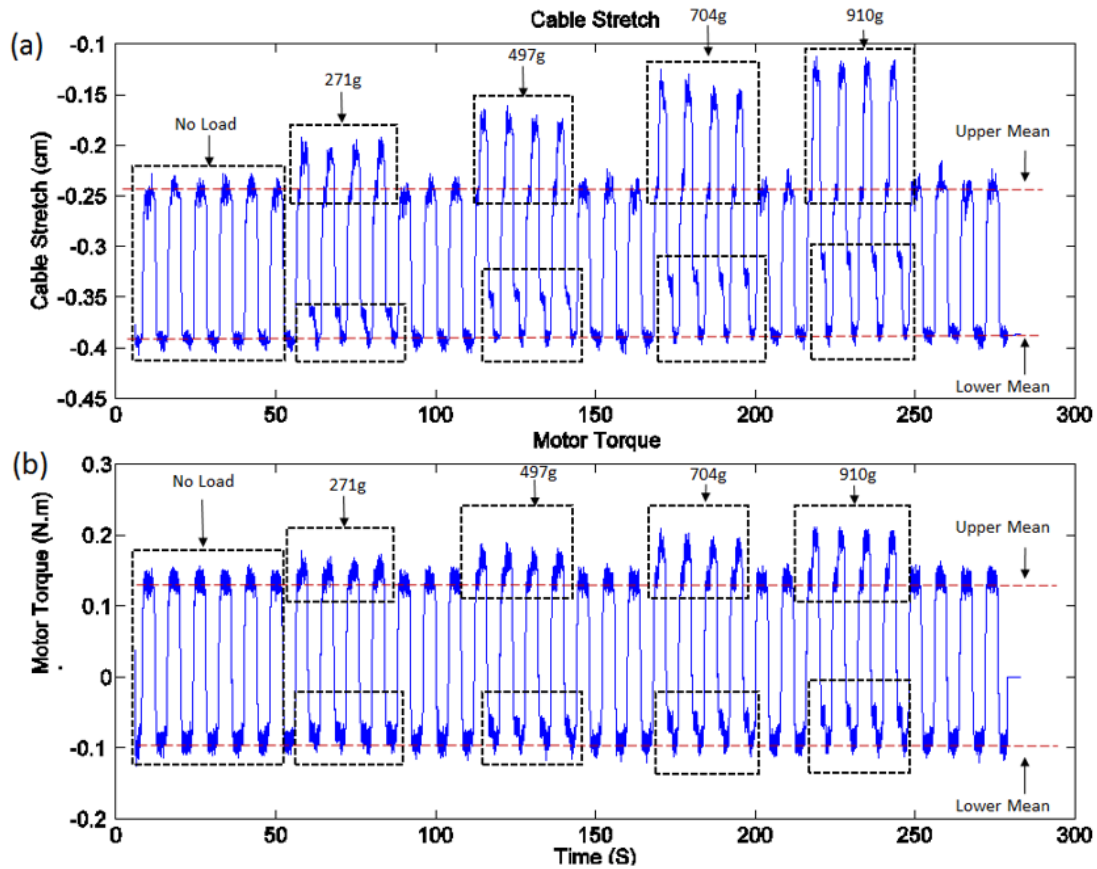 Cable Stretch
(a)
704g
910g
271g
497g
No Load
Upper Mean
Lower Mean
Cable Stretch (cm)
-0.1
-0.15
-0.2
-0.25
-0.3
-0.35
-0.4
-0.45
0 50 100 150 200 250 300
Motor Torque
(b)
No Load
271g
497g
704g
910g
Upper Mean
Lower Mean
Motor Torque (N.m)
0.3
0.2
0.1
0
-0.1
-0.2
0 50 100 150 200 250 300
Time (S)